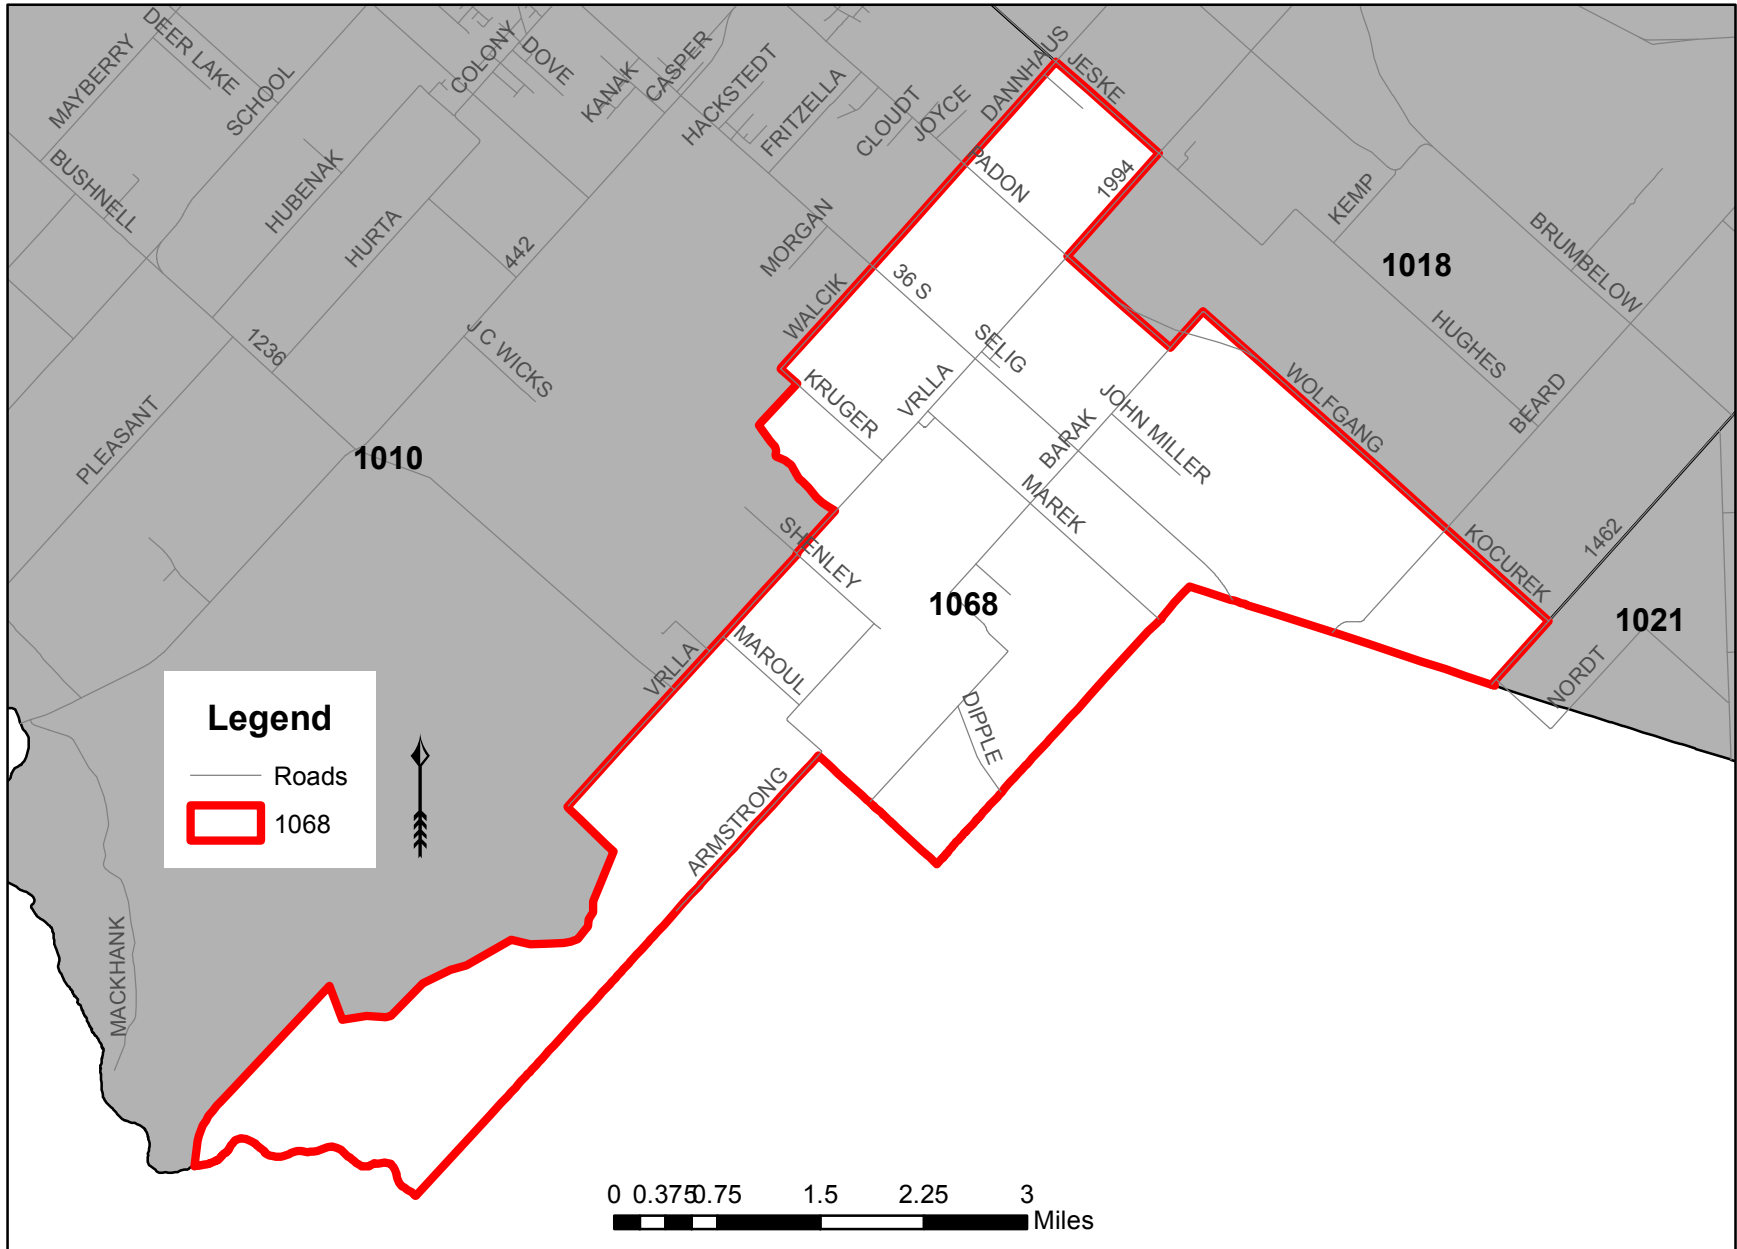 DEER LAKE
MAYBERRY
SCHOOL
COLONY
DOVE
KANAK
CASPER
HACKSTEDT
FRITZELLA
CLOUDT
JOYCE
DANNHAUS
JESKE
BUSHNELL
HUBENAK
HURTA
442
MORGAN
WALCIK
PADON
1994
KEMP
BRUMBELOW
1018
36 S
1236
J C WICKS
SELIG
HUGHES
KRUGER
VRLLA
JOHN MILLER
WOLFGANG
BEARD
PLEASANT
1010
BARAK
MAREK
SHENLEY
KOCUREK
1462
1068
1021
MAROUL
VRLLA
NORDT
DIPPLE
ARMSTRONG
Legend
Roads
1068
MACKHANK
0 0.375 0.75 1.5 2.25 3
Miles